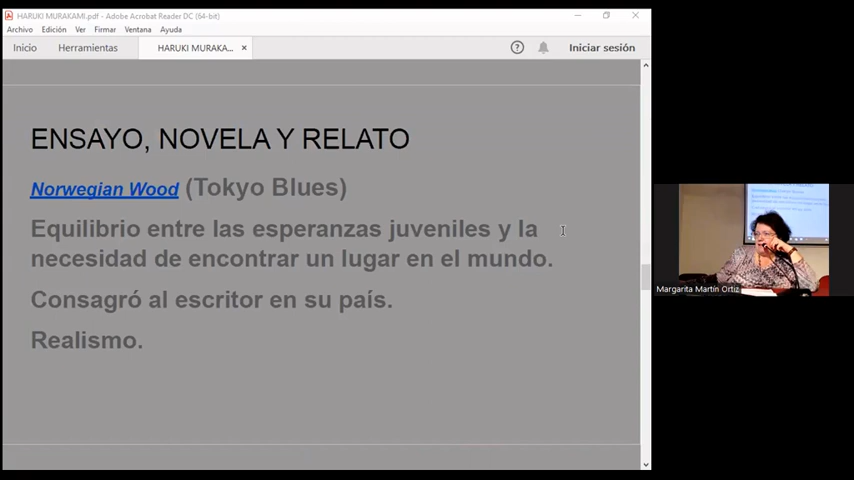 HARUKI MURAKAMI.pdf - Adobe Acrobat Reader DC (64-bit)
Archivo Edición Ver Firmar Ventana Ayuda
Inicio Herramientas HARUKI MURAKA... × Iniciar sesión
ENSAYO, NOVELA Y RELATO
Norwegian Wood (Tokyo Blues)
Equilibrio entre las esperanzas juveniles y la
necesidad de encontrar un lugar en el mundo.
Consagró al escritor en su país.
Realismo.
Margarita Martín Ortiz